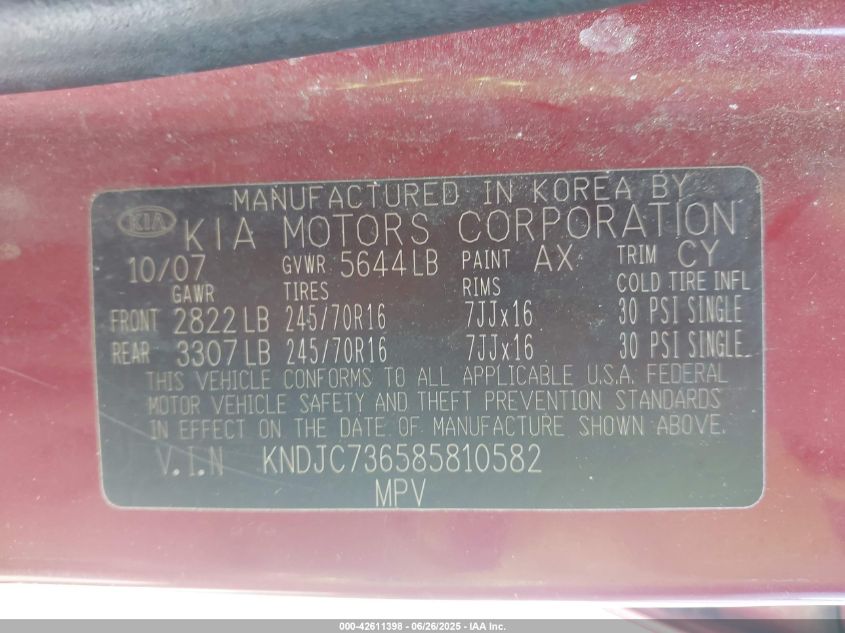 MANUFACTURED IN KOREA BY
KIA KIA MOTORS CORPORATION
10/07 GVWR 5644LB PAINT AX TRIM CY
GAWR TIRES RIMS COLD TIRE INFL
FRONT 2822LB 245/70R16 7JJx16 30 PSI SINGLE
REAR 3307LB 245/70R16 7JJx16 30 PSI SINGLE
THIS VEHICLE CONFORMS TO ALL APPLICABLE U.S.A. FEDERAL
MOTOR VEHICLE SAFETY AND THEFT PREVENTION STANDARDS
IN EFFECT ON THE DATE OF MANUFACTURE SHOWN ABOVE.
V.I.N KNDJC736585810582
MPV
000-42611398 - 06/26/2025 - IAA Inc.